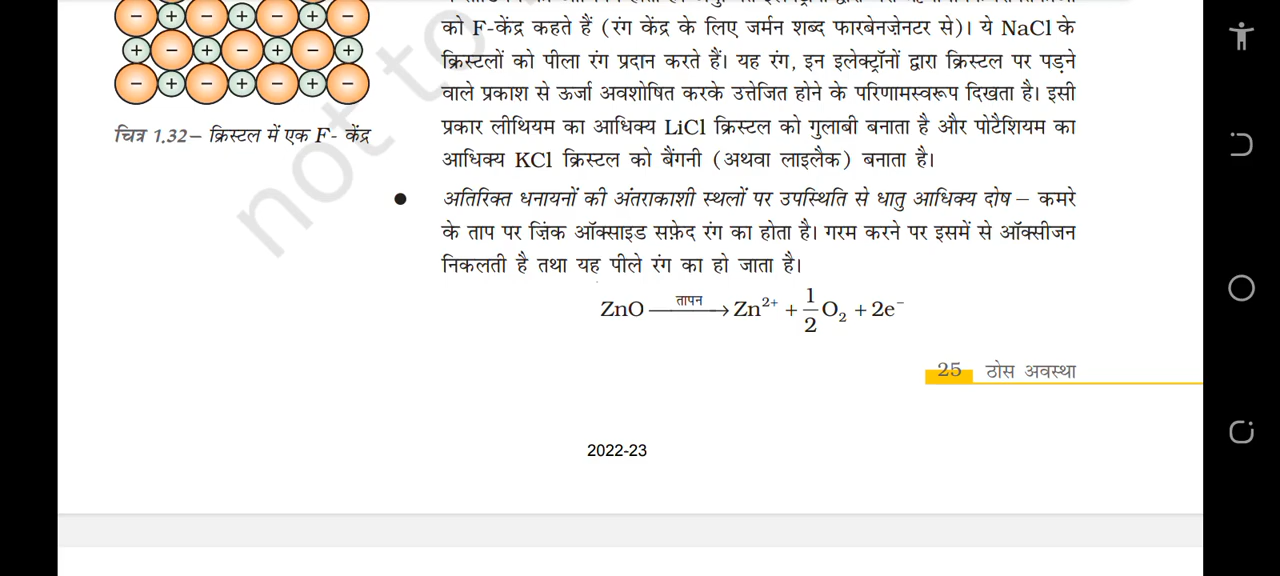 को F-केंद्र कहते हैं (रंग केंद्र के लिए जर्मन शब्द फारबेनज़ेनटर से)। ये NaCl के
क्रिस्टलों को पीला रंग प्रदान करते हैं। यह रंग, इन इलेक्ट्रॉनों द्वारा क्रिस्टल पर पड़ने
वाले प्रकाश से ऊर्जा अवशोषित करके उत्तेजित होने के परिणामस्वरूप दिखता है। इसी
प्रकार लीथियम का आधिक्य LiCl क्रिस्टल को गुलाबी बनाता है और पोटैशियम का
आधिक्य KCl क्रिस्टल को बैंगनी (अथवा लाइलैक) बनाता है।
− + − + − + −
+ − + − + − +
− + − + − + −
चित्र 1.32– क्रिस्टल में एक F- केंद्र
● अतिरिक्त धनायनों की अंतराकाशी स्थलों पर उपस्थिति से धातु आधिक्य दोष – कमरे
के ताप पर ज़िंक ऑक्साइड सफ़ेद रंग का होता है। गरम करने पर इसमें से ऑक्सीजन
निकलती है तथा यह पीले रंग का हो जाता है।
ZnO ⟶(तापन) Zn²⁺ + 1/2 O₂ + 2e⁻
25 ठोस अवस्था
2022-23
not to